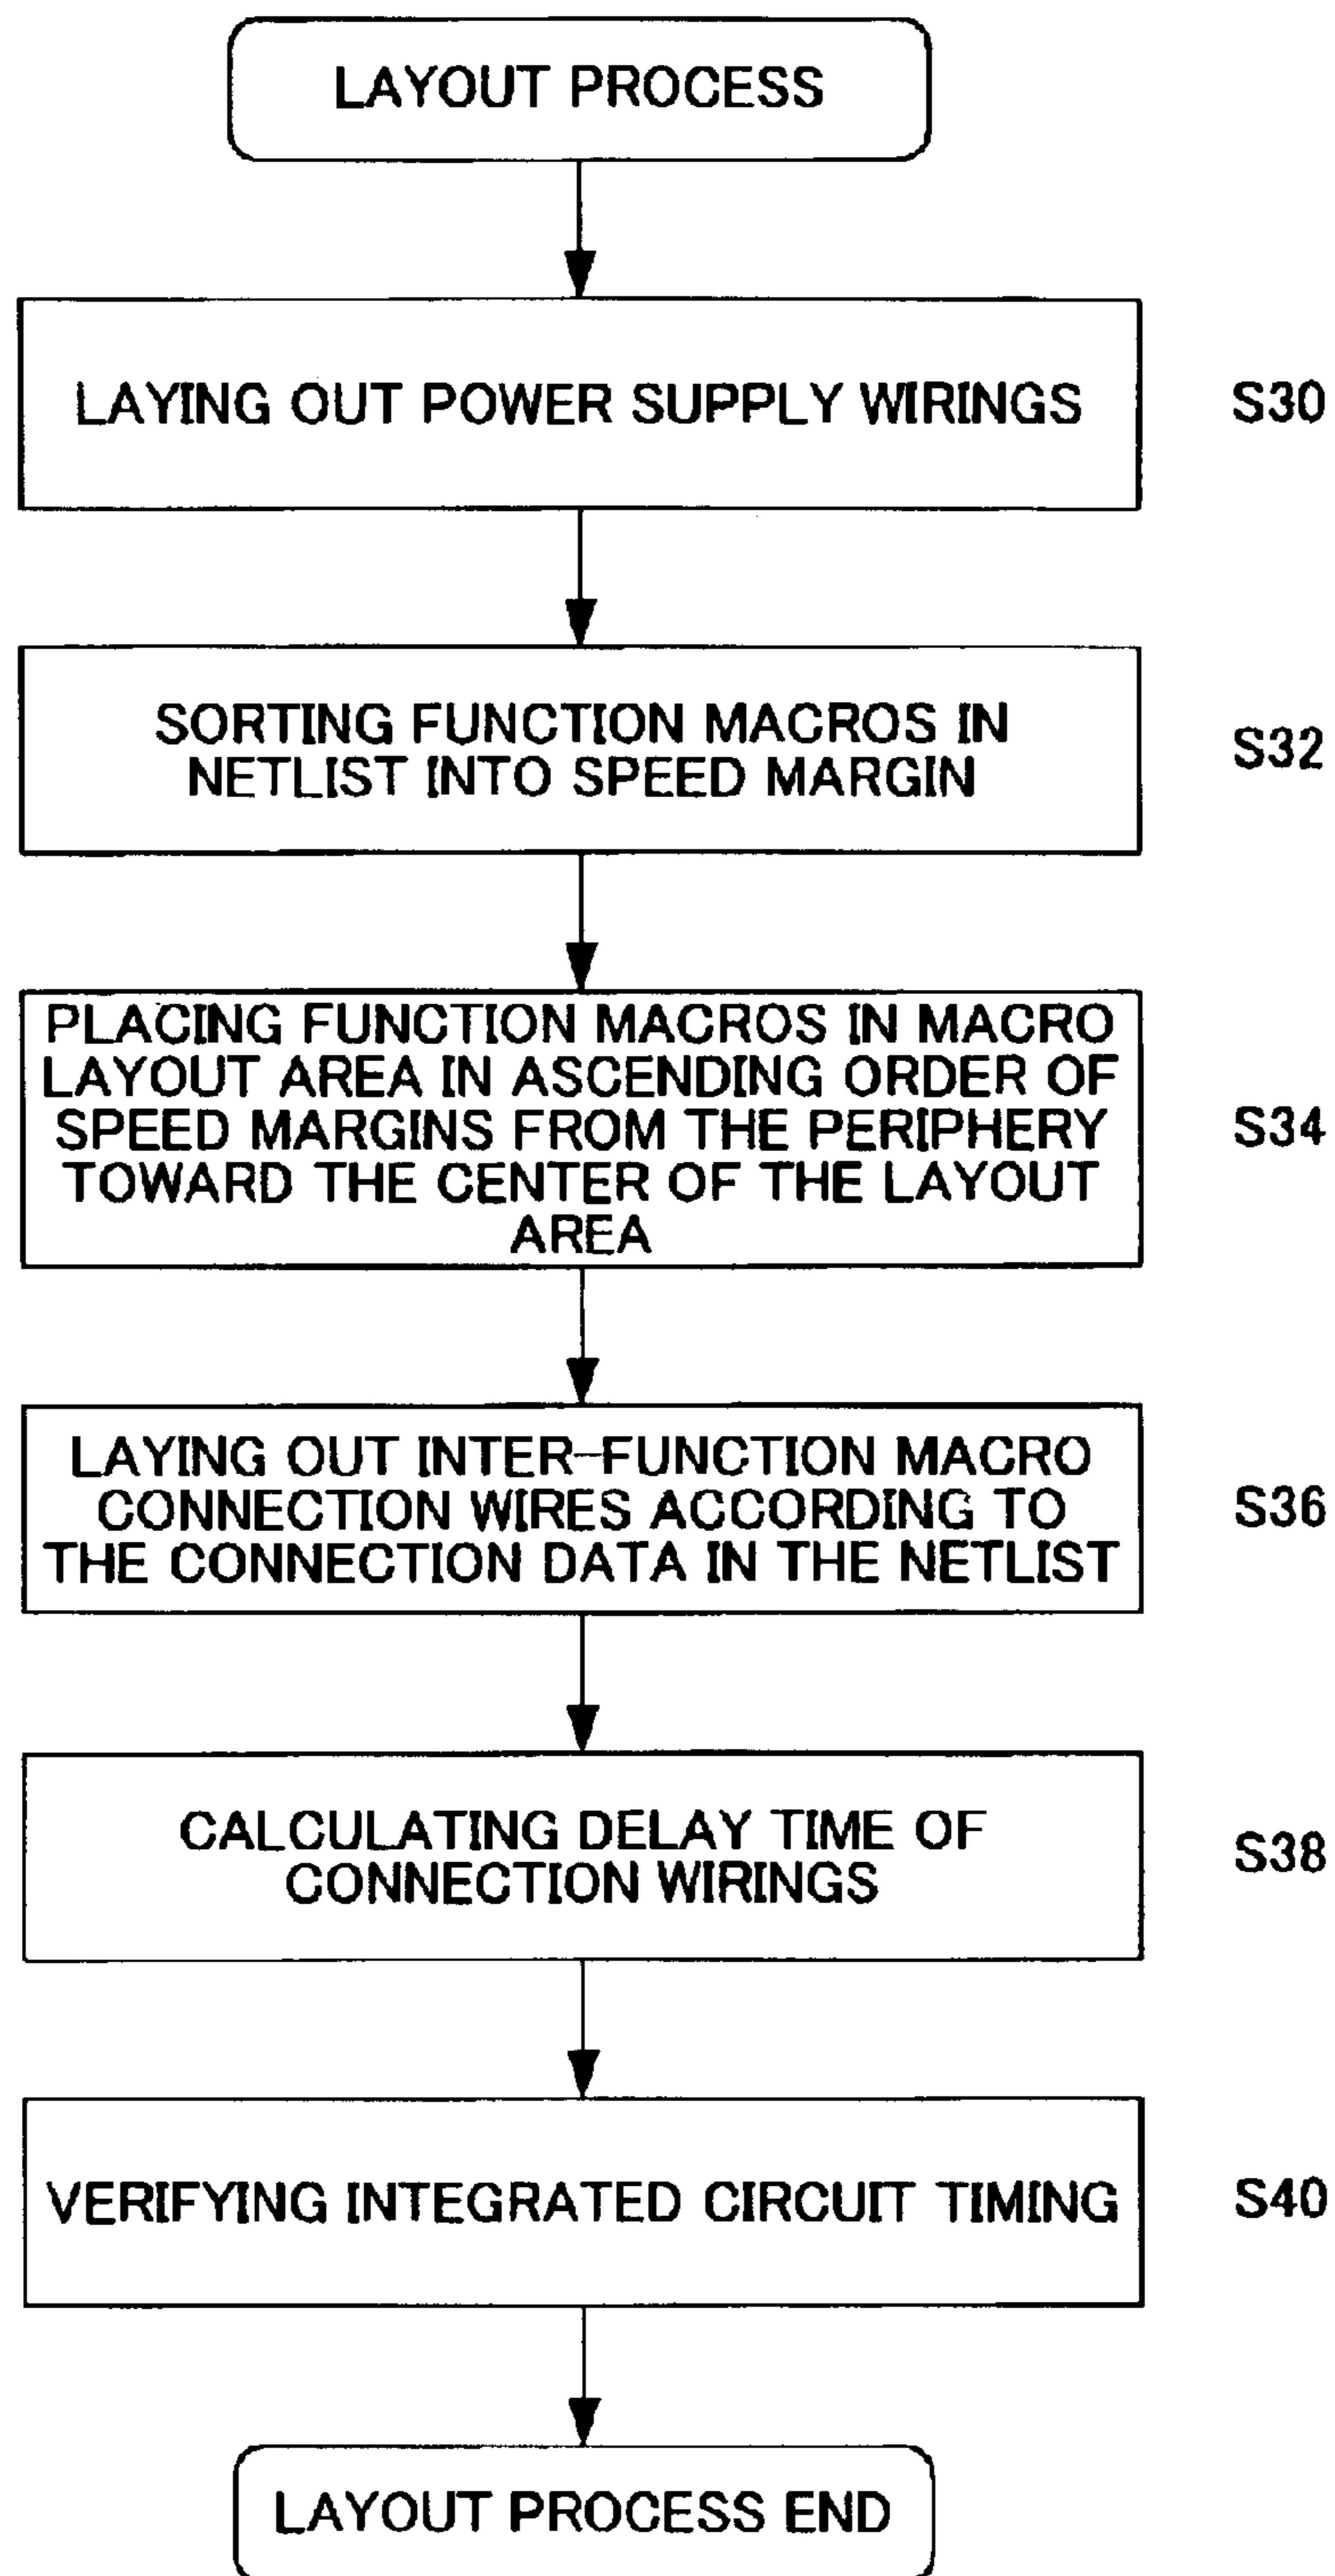 LAYOUT PROCESS
LAYING OUT POWER SUPPLY WIRINGS
S30
SORTING FUNCTION MACROS IN
NETLIST INTO SPEED MARGIN
S32
PLACING FUNCTION MACROS IN MACRO
LAYOUT AREA IN ASCENDING ORDER OF
SPEED MARGINS FROM THE PERIPHERY
TOWARD THE CENTER OF THE LAYOUT
AREA
S34
LAYING OUT INTER-FUNCTION MACRO
CONNECTION WIRES ACCORDING TO
THE CONNECTION DATA IN THE NETLIST
S36
CALCULATING DELAY TIME OF
CONNECTION WIRINGS
S38
VERIFYING INTEGRATED CIRCUIT TIMING
S40
LAYOUT PROCESS END